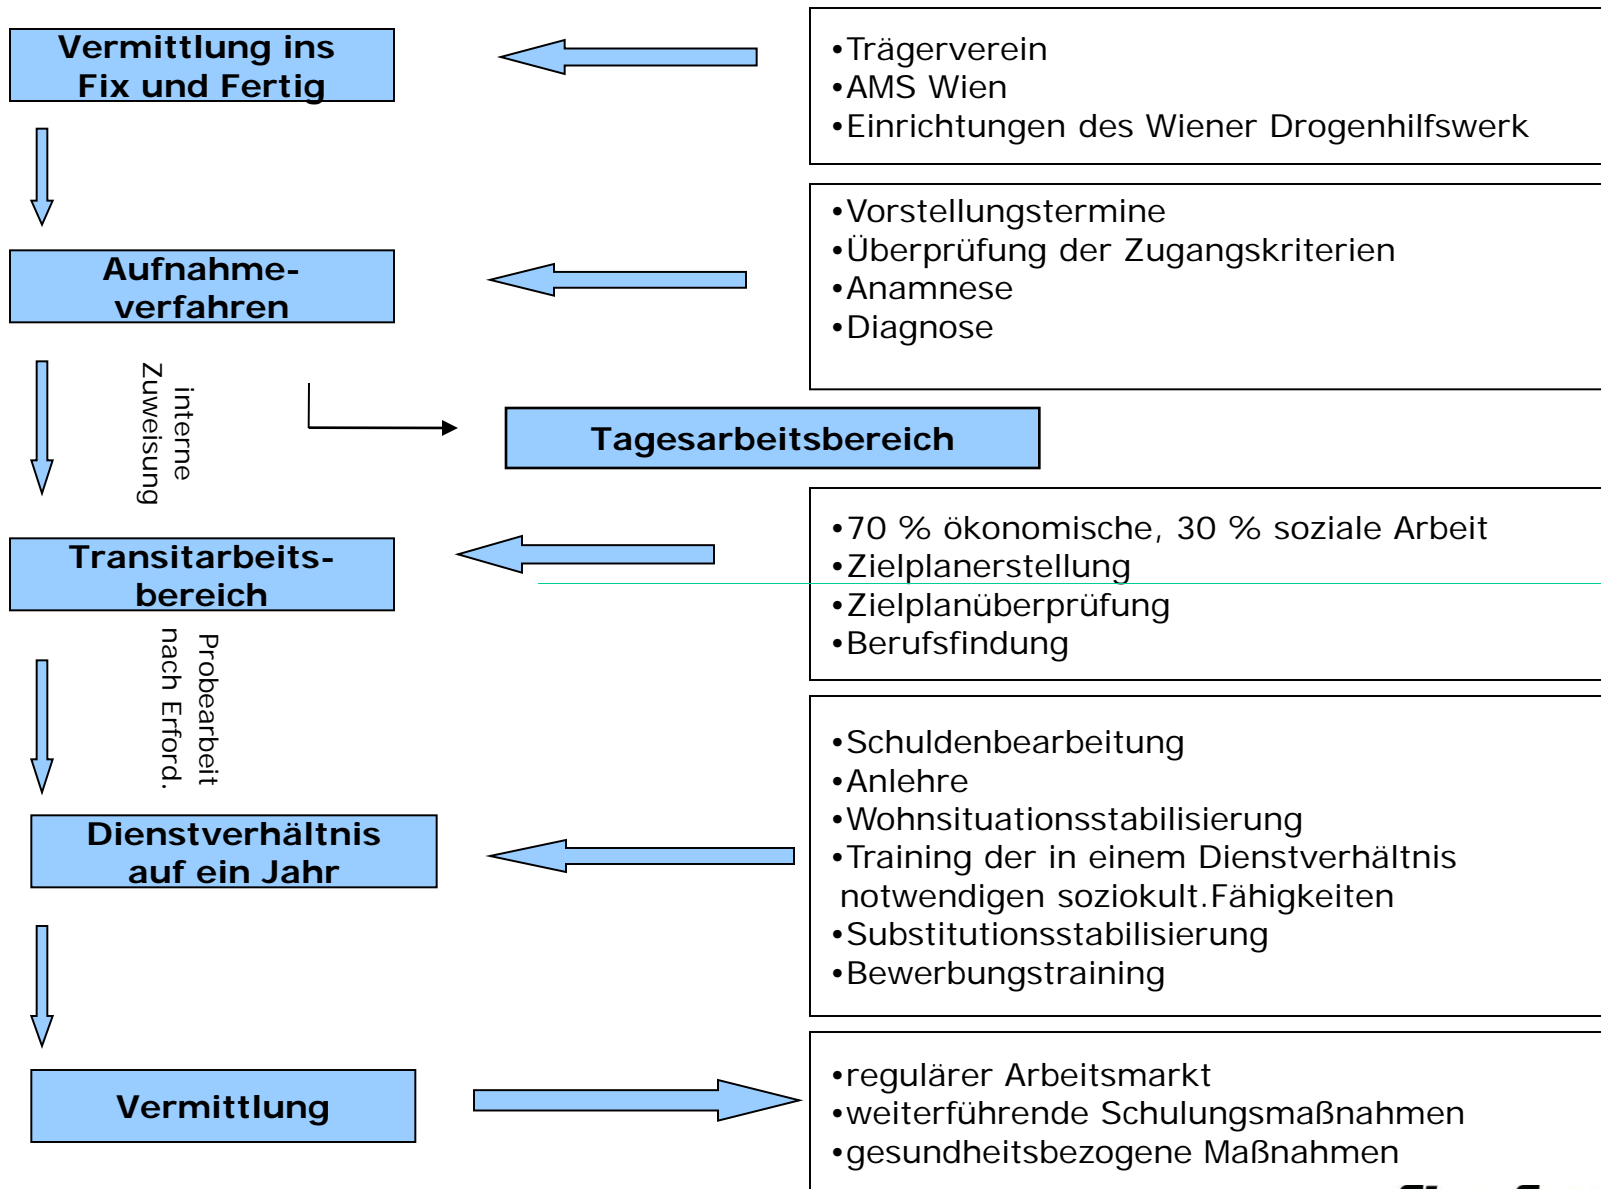 Vermittlung ins
Fix und Fertig
•Trägerverein
•AMS Wien
•Einrichtungen des Wiener Drogenhilfswerk
Aufnahme-
verfahren
•Vorstellungstermine
•Überprüfung der Zugangskriterien
•Anamnese
•Diagnose
interne
Zuweisung
Tagesarbeitsbereich
Transitarbeits-
bereich
•70 % ökonomische, 30 % soziale Arbeit
•Zielplanerstellung
•Zielplanüberprüfung
•Berufsfindung
Probearbeit
nach Erford.
Dienstverhältnis
auf ein Jahr
•Schuldenbearbeitung
•Anlehre
•Wohnsituationsstabilisierung
•Training der in einem Dienstverhältnis
notwendigen soziokult.Fähigkeiten
•Substitutionsstabilisierung
•Bewerbungstraining
Vermittlung
•regulärer Arbeitsmarkt
•weiterführende Schulungsmaßnahmen
•gesundheitsbezogene Maßnahmen